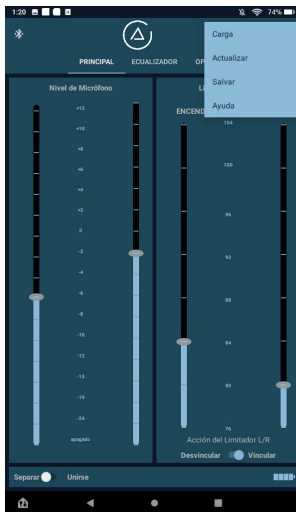 1:20
74%
Carga
Actualizar
Salvar
Ayuda
PRINCIPAL ECUALIZADOR OP
Nivel de Micrófono
Li
ENCEND
+12
+10
+8
+6
+4
+2
0
-2
-4
-6
-8
-10
-12
-15
-18
-24
apagado
104
100
96
92
88
84
80
76
Acción del Limitador L/R
Desvincular Vincular
Separar Unirse